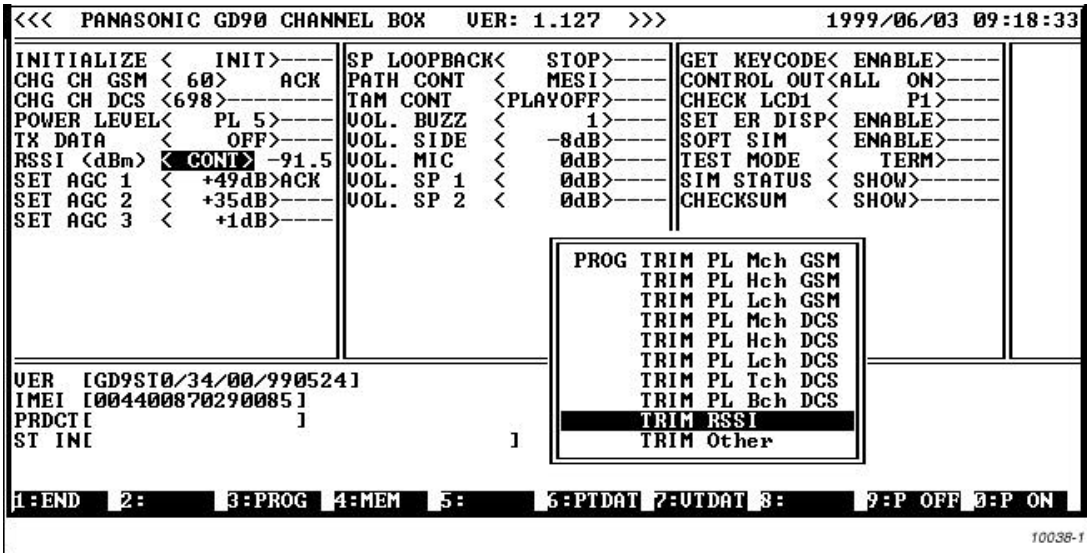 <<< PANASONIC GD90 CHANNEL BOX VER: 1.127 >>> 1999/06/03 09:18:33
INITIALIZE < INIT>----
CHG CH GSM < 60> ACK
CHG CH DCS <698>---------
POWER LEVEL< PL 5>----
TX DATA < OFF>----
RSSI (dBm) < CONT> -91.5
SET AGC 1 < +49dB>ACK
SET AGC 2 < +35dB>----
SET AGC 3 < +1dB>----
SP LOOPBACK< STOP>----
PATH CONT < MESI>----
TAM CONT <PLAYOFF>----
VOL. BUZZ < 1>----
VOL. SIDE < -8dB>----
VOL. MIC < 0dB>----
VOL. SP 1 < 0dB>----
VOL. SP 2 < 0dB>----
GET KEYCODE< ENABLE>----
CONTROL OUT<ALL ON>----
CHECK LCD1 < P1>----
SET ER DISP< ENABLE>----
SOFT SIM < ENABLE>----
TEST MODE < TERM>----
SIM STATUS < SHOW>------
CHECKSUM < SHOW>------
PROG TRIM PL Mch GSM
TRIM PL Hch GSM
TRIM PL Lch GSM
TRIM PL Mch DCS
TRIM PL Hch DCS
TRIM PL Lch DCS
TRIM PL Tch DCS
TRIM PL Bch DCS
TRIM RSSI
TRIM Other
VER [GD9ST0/34/00/990524]
IMEI [004400870290085]
PRDCT[ ]
ST IN[ ]
1:END 2: 3:PROG 4:MEM 5: 6:PTDAT 7:VTDAT 8: 9:P OFF 0:P ON
10038-1